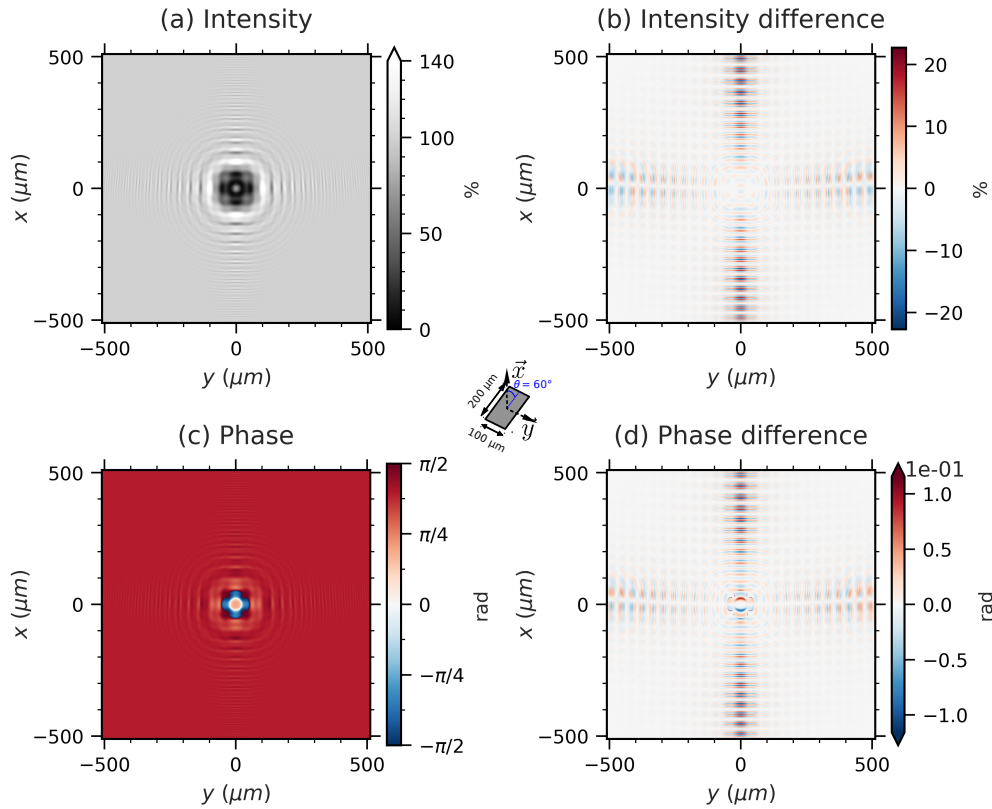 (a) Intensity
500
0
−500
x (μm)
−500
0
500
y (μm)
140
100
50
0
%
(b) Intensity difference
500
0
−500
x (μm)
−500
0
500
y (μm)
20
10
0
−10
−20
%
x⃗
θ = 60°
200 μm
100 μm
y⃗
(c) Phase
500
0
−500
x (μm)
−500
0
500
y (μm)
π/2
π/4
0
−π/4
−π/2
rad
(d) Phase difference
500
0
−500
x (μm)
−500
0
500
y (μm)
1e-01
1.0
0.5
0.0
−0.5
−1.0
rad